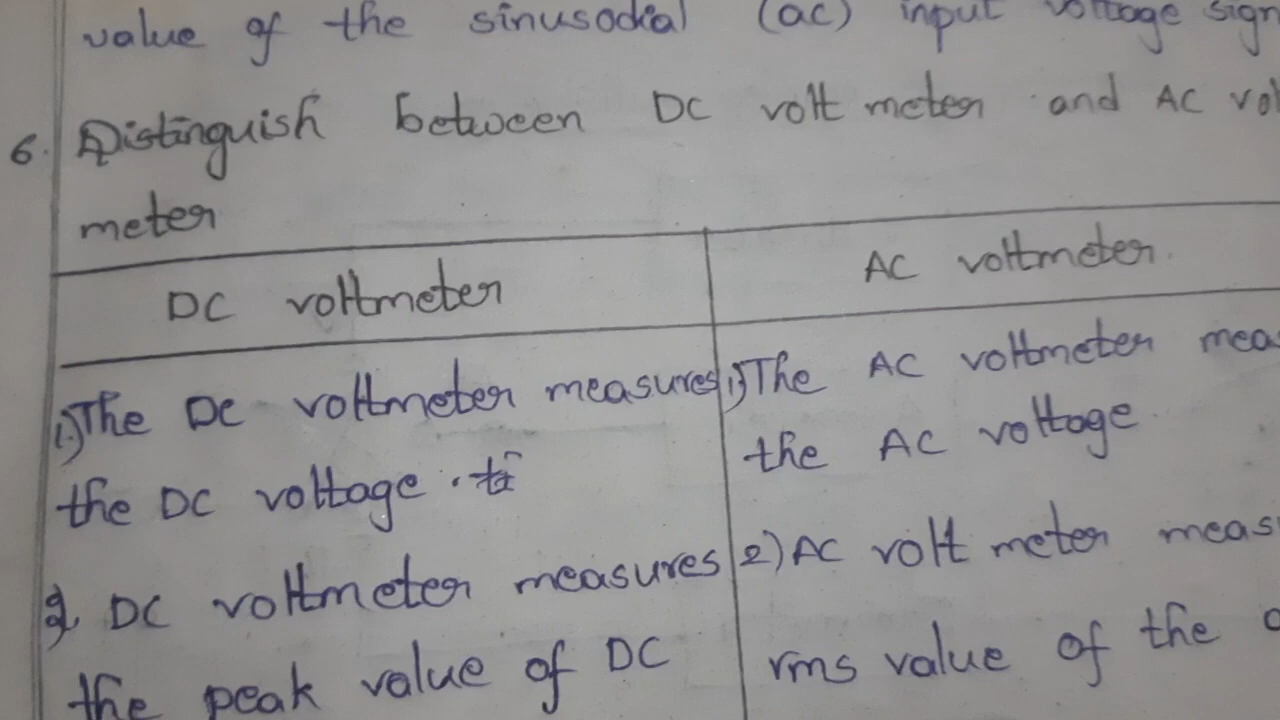 value of the sinusodial (ac) input voltage sign
6. Distinguish between DC volt meter and AC vol
meter
DC voltmeter
AC voltmeter.
1.)The DC voltmeter measures
the DC voltage.
2. DC voltmeter measures
the peak value of DC
1)The AC voltmeter meas
the AC voltage
2) AC volt meter meas
rms value of the